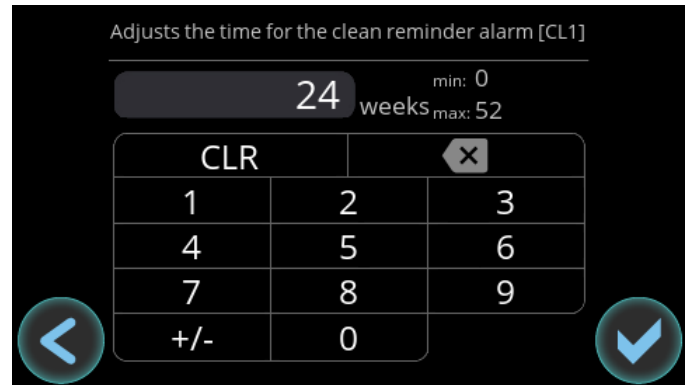 Adjusts the time for the clean reminder alarm [CL1]
24 weeks min: 0
max: 52
CLR
1 2 3
4 5 6
7 8 9
+/- 0